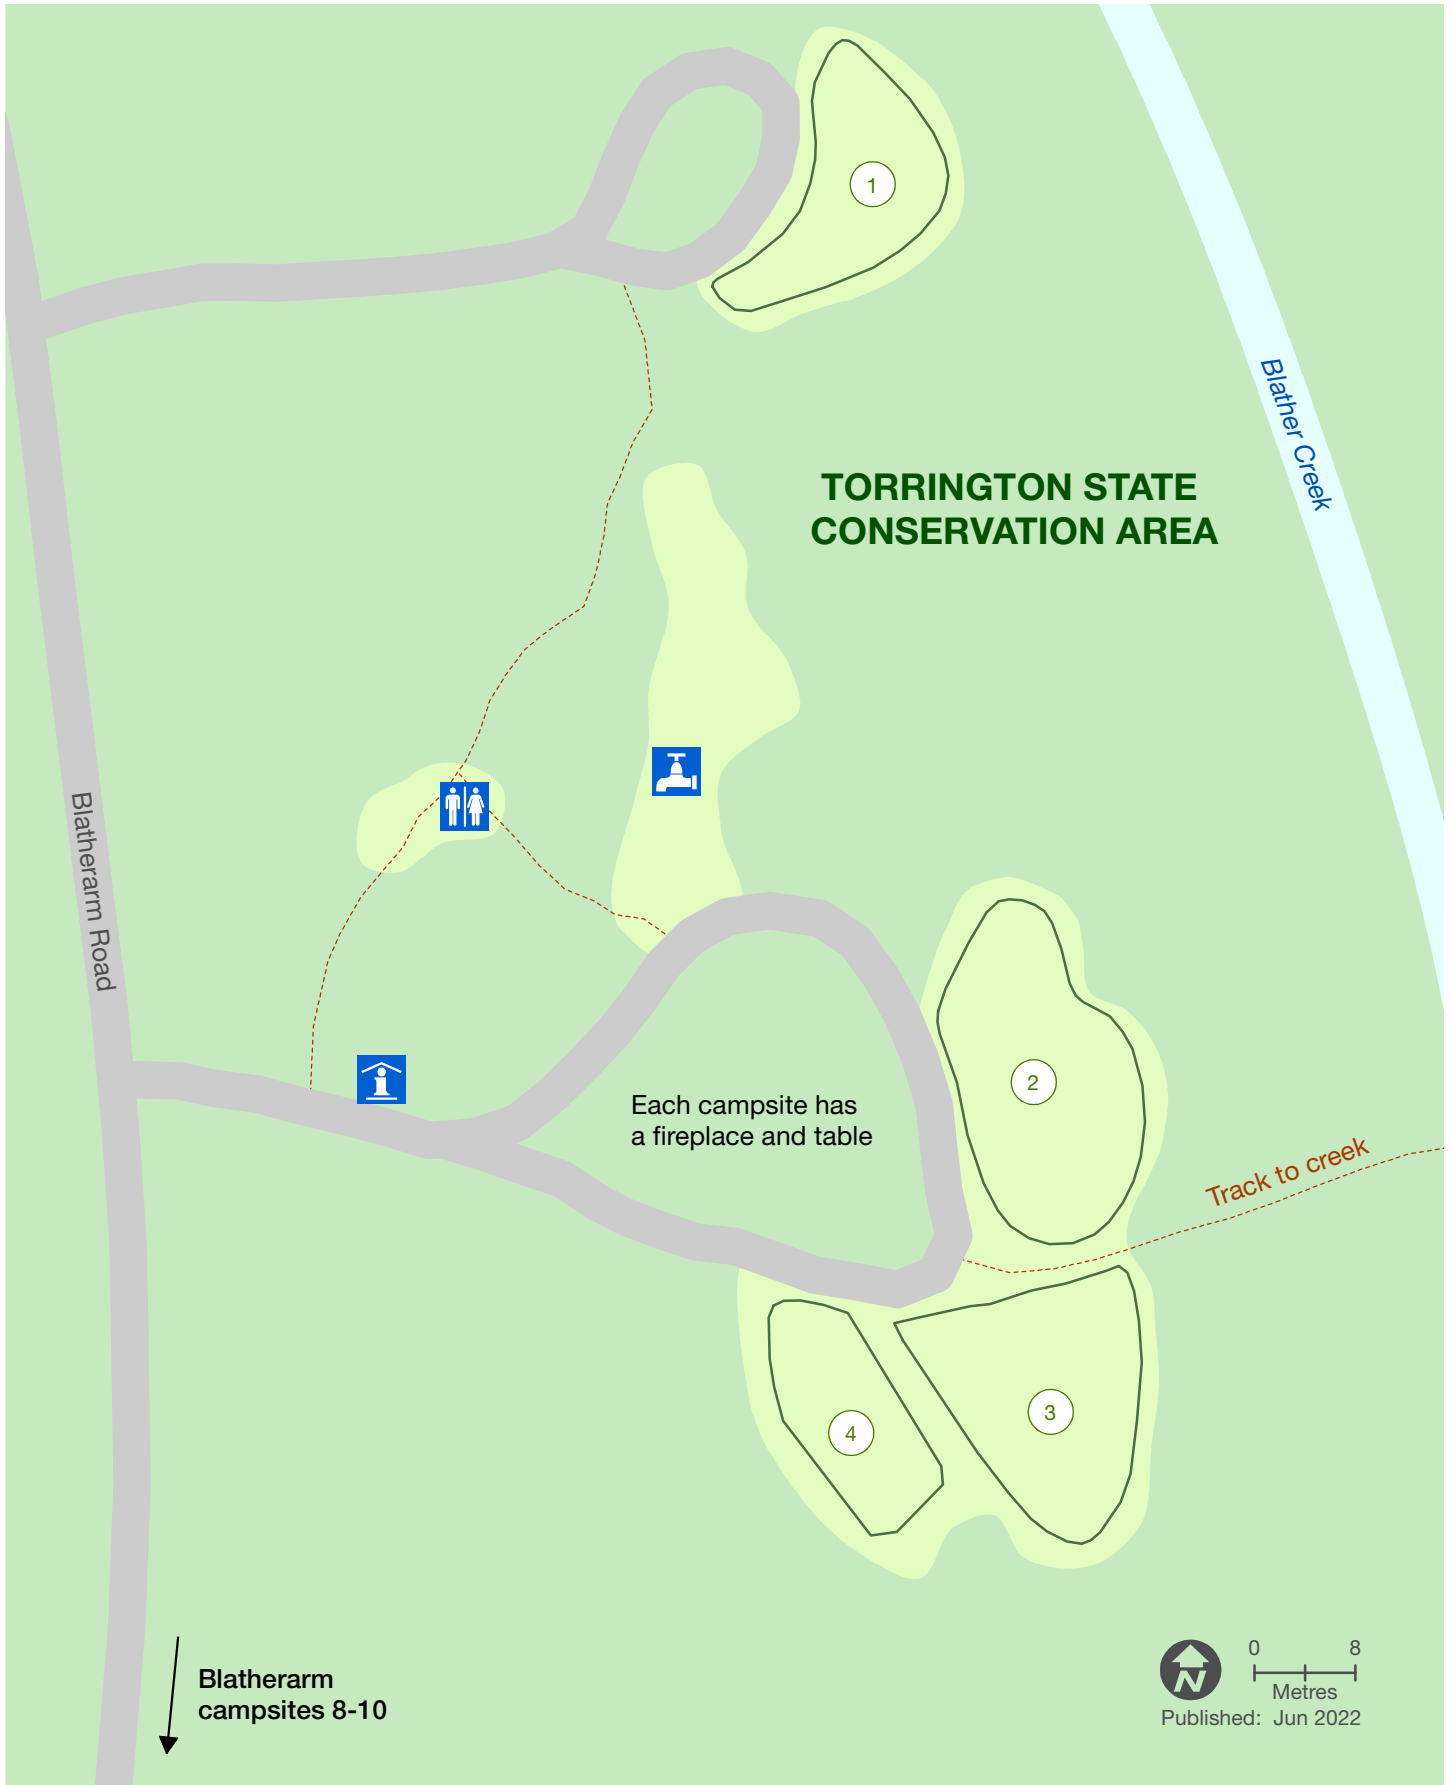 1
Blather Creek
TORRINGTON STATE
CONSERVATION AREA
Blatherarm Road
2
Each campsite has
a fireplace and table
Track to creek
3
4
Blatherarm
campsites 8-10
N
0 8
Metres
Published: Jun 2022